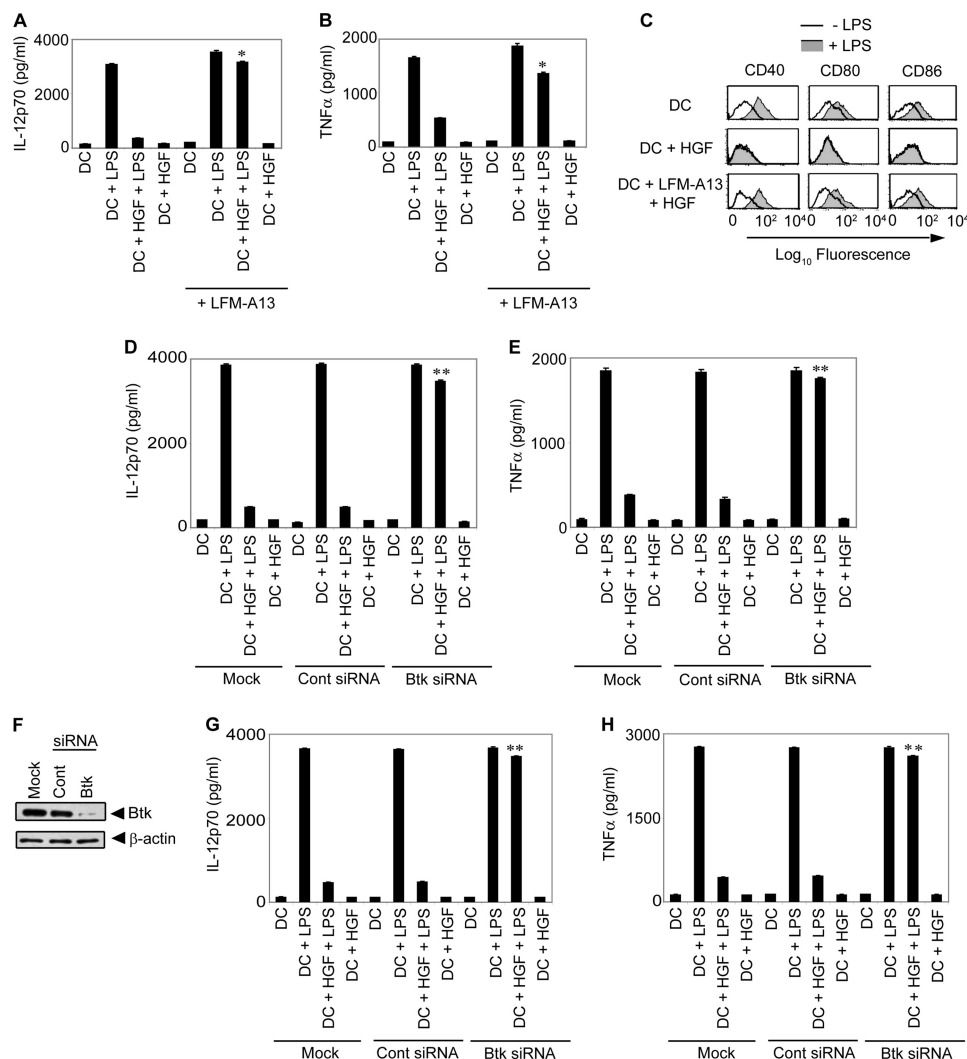 A
IL-12p70 (pg/ml)
4000
2000
0
DC
DC + LPS
DC + HGF + LPS
DC + HGF
DC
DC + LPS
DC + HGF + LPS
DC + HGF
*
+ LFM-A13
B
TNFα (pg/ml)
2000
1000
0
DC
DC + LPS
DC + HGF + LPS
DC + HGF
DC
DC + LPS
DC + HGF + LPS
DC + HGF
*
+ LFM-A13
C
- LPS
+ LPS
CD40 CD80 CD86
DC
DC + HGF
DC + LFM-A13
+ HGF
0 10² 10⁴ 0 10² 10⁴ 0 10² 10⁴
Log₁₀ Fluorescence
D
IL-12p70 (pg/ml)
4000
2000
0
**
DC
DC + LPS
DC + HGF + LPS
DC + HGF
DC
DC + LPS
DC + HGF + LPS
DC + HGF
DC
DC + LPS
DC + HGF + LPS
DC + HGF
Mock Cont siRNA Btk siRNA
E
TNFα (pg/ml)
2000
1000
0
**
DC
DC + LPS
DC + HGF + LPS
DC + HGF
DC
DC + LPS
DC + HGF + LPS
DC + HGF
DC
DC + LPS
DC + HGF + LPS
DC + HGF
Mock Cont siRNA Btk siRNA
F
siRNA
Mock
Cont
Btk
Btk
β-actin
G
IL-12p70 (pg/ml)
4000
2000
0
**
DC
DC + LPS
DC + HGF + LPS
DC + HGF
DC
DC + LPS
DC + HGF + LPS
DC + HGF
DC
DC + LPS
DC + HGF + LPS
DC + HGF
Mock Cont siRNA Btk siRNA
H
TNFα (pg/ml)
3000
1500
0
**
DC
DC + LPS
DC + HGF + LPS
DC + HGF
DC
DC + LPS
DC + HGF + LPS
DC + HGF
DC
DC + LPS
DC + HGF + LPS
DC + HGF
Mock Cont siRNA Btk siRNA